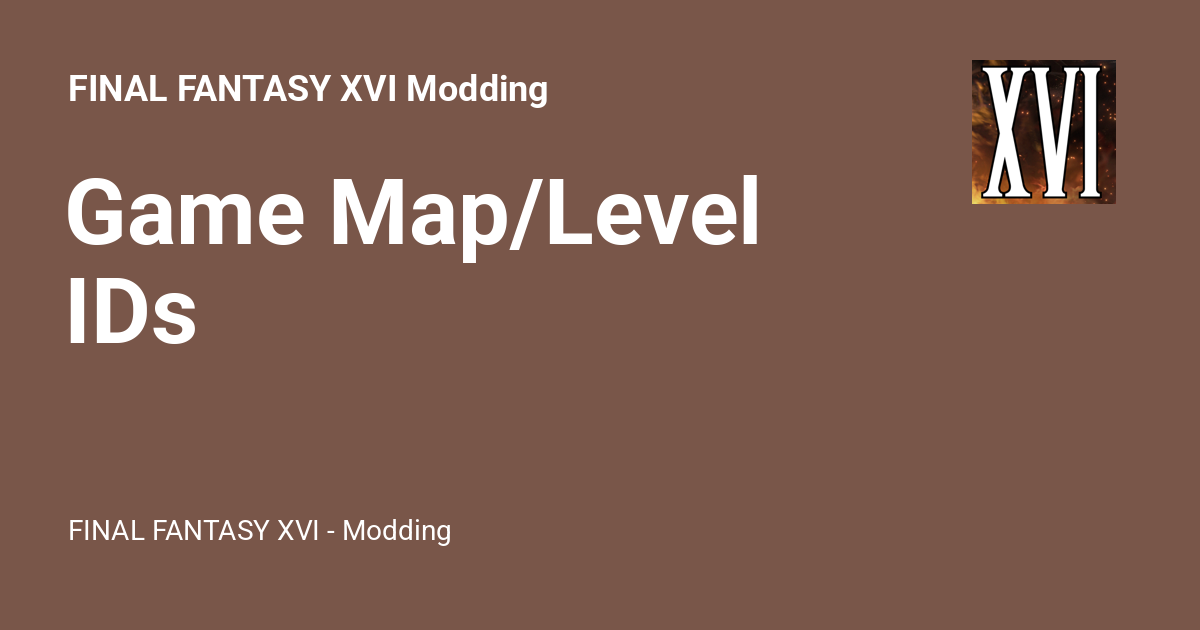 FINAL FANTASY XVI Modding
XVI
Game Map/Level
IDs
FINAL FANTASY XVI - Modding